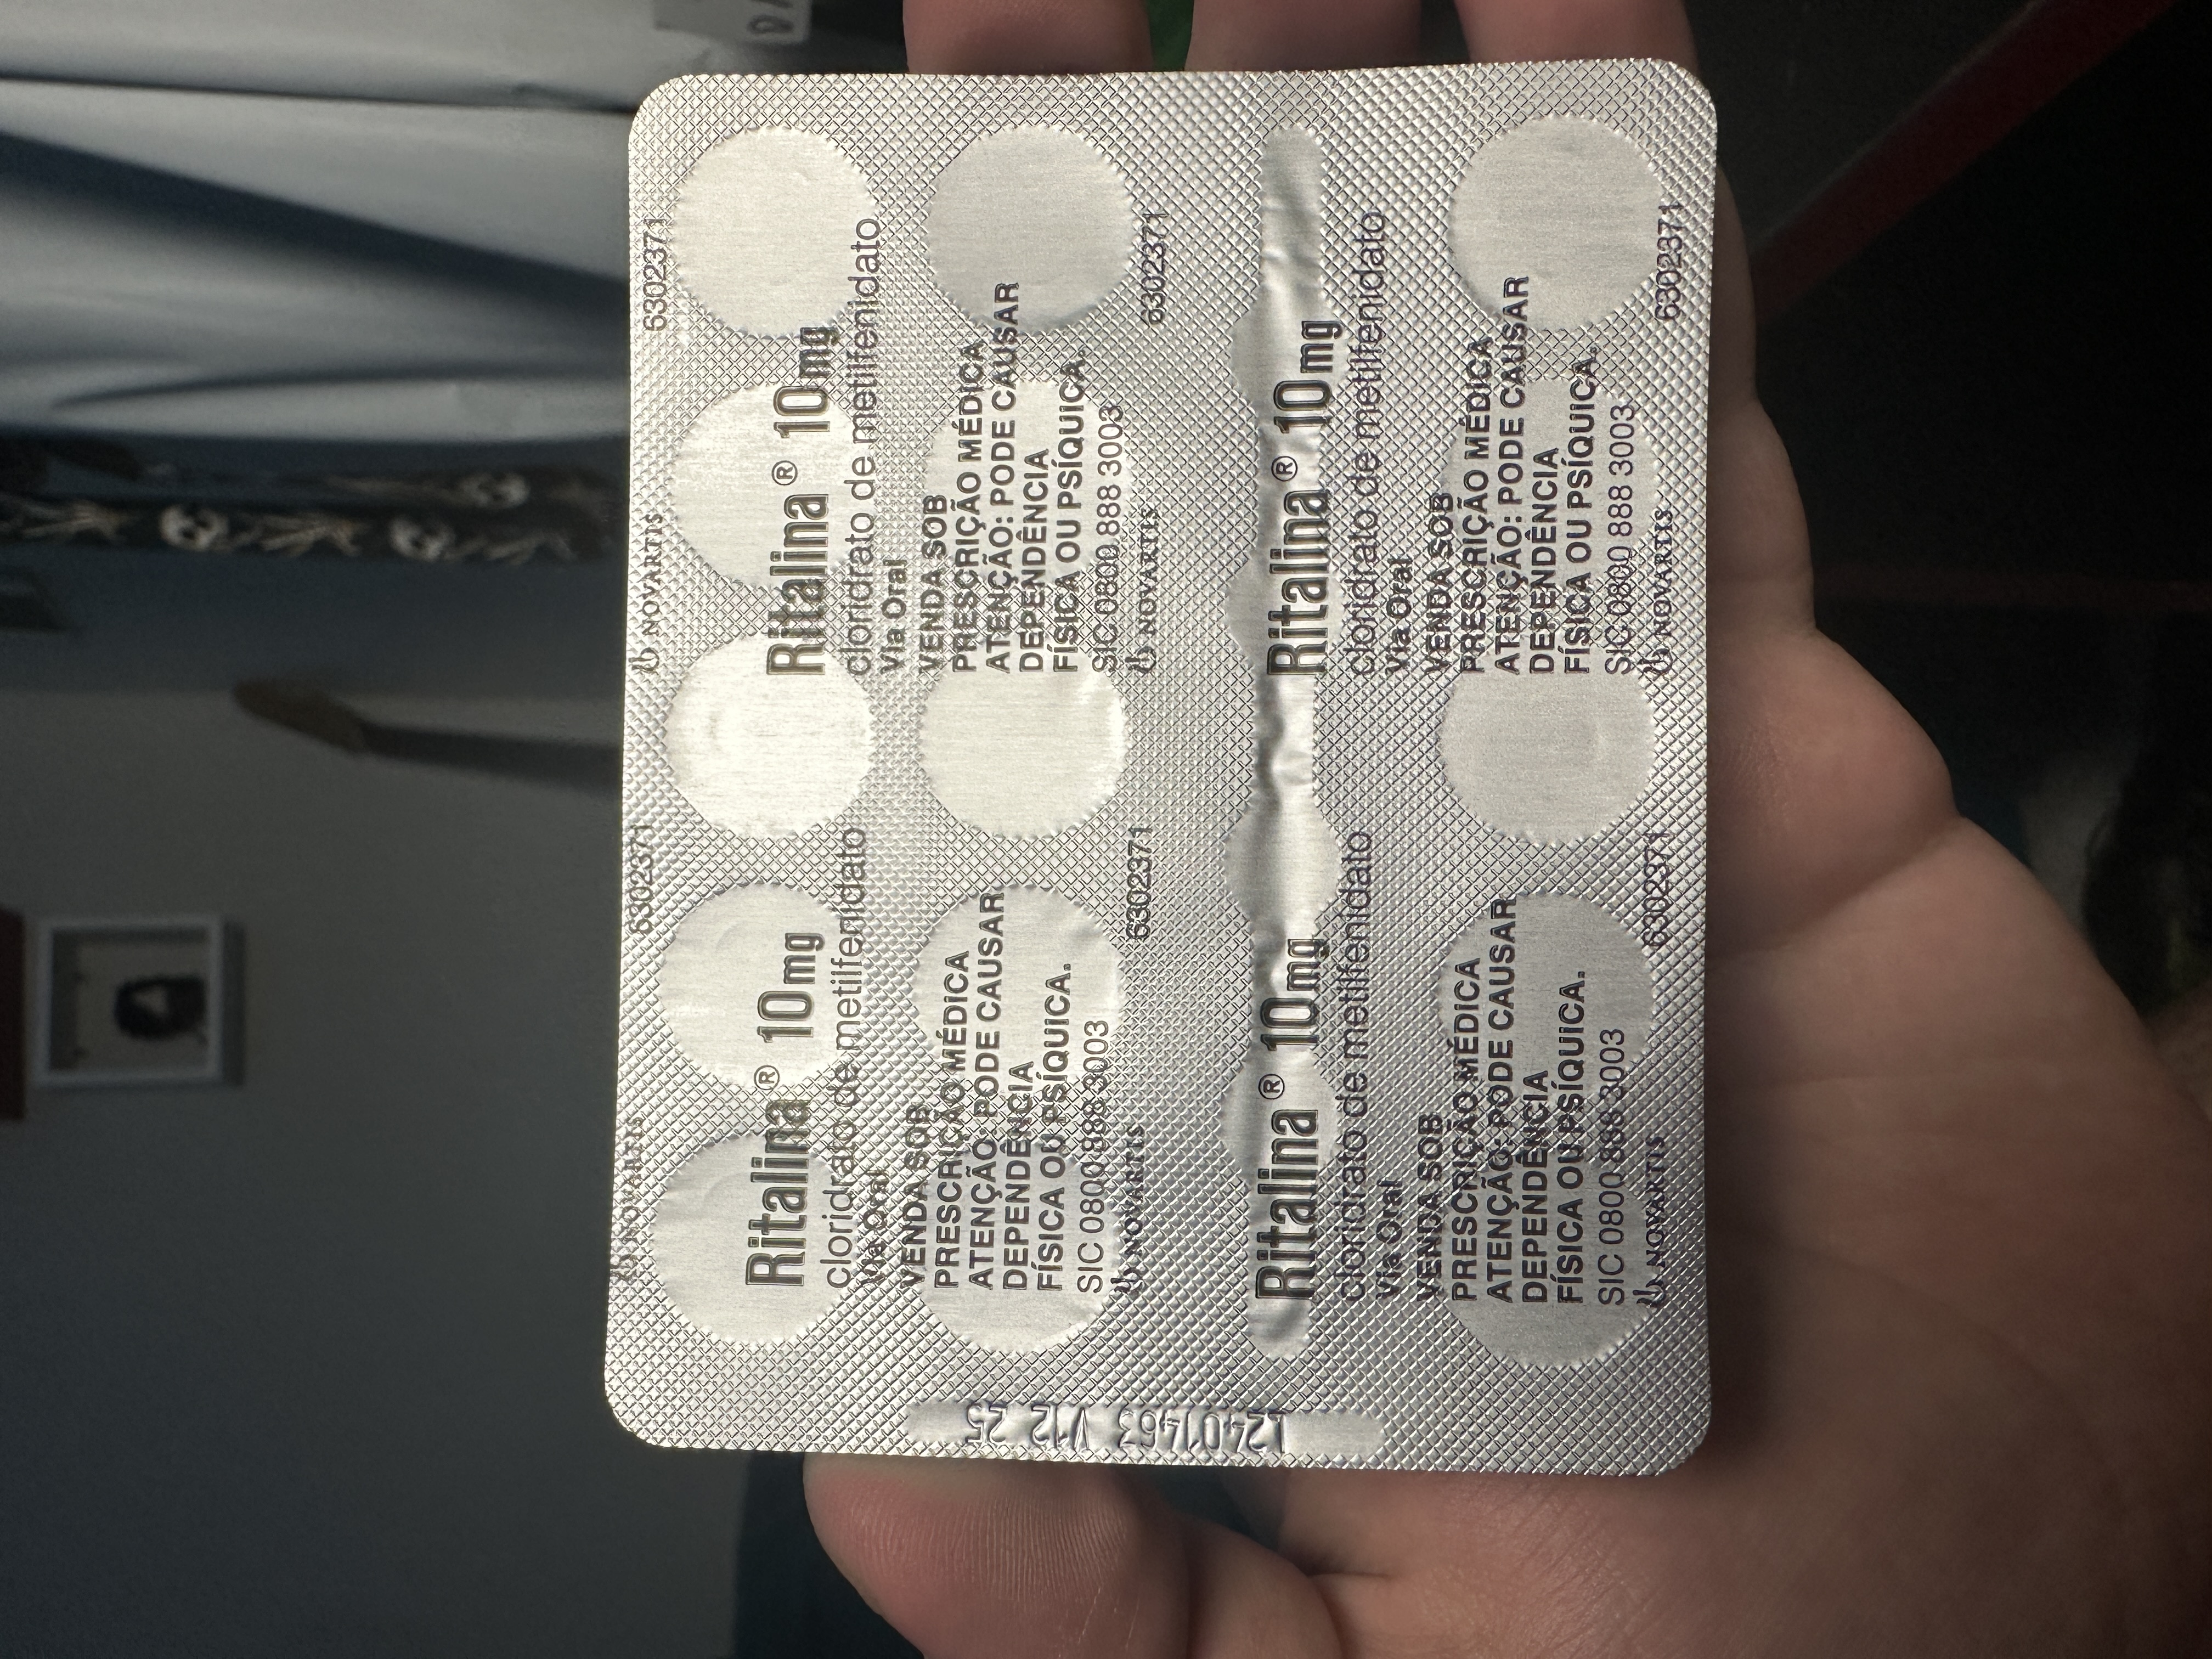 NOVARTIS 6302371 NOVARTIS 6302371
Ritalina® 10mg
cloridrato de metilfenidato
Via Oral
VENDA SOB
PRESCRIÇÃO MÉDICA
ATENÇÃO: PODE CAUSAR
DEPENDÊNCIA
FÍSICA OU PSÍQUICA.
SIC 0800 888 3003
NOVARTIS 6302371
Ritalina® 10mg
cloridrato de metilfenidato
Via Oral
VENDA SOB
PRESCRIÇÃO MÉDICA
ATENÇÃO: PODE CAUSAR
DEPENDÊNCIA
FÍSICA OU PSÍQUICA.
SIC 0800 888 3003
NOVARTIS 6302371
Ritalina® 10mg
cloridrato de metilfenidato
Via Oral
VENDA SOB
PRESCRIÇÃO MÉDICA
ATENÇÃO: PODE CAUSAR
DEPENDÊNCIA
FÍSICA OU PSÍQUICA.
SIC 0800 888 3003
NOVARTIS 6302371
Ritalina® 10mg
cloridrato de metilfenidato
Via Oral
VENDA SOB
PRESCRIÇÃO MÉDICA
ATENÇÃO: PODE CAUSAR
DEPENDÊNCIA
FÍSICA OU PSÍQUICA.
SIC 0800 888 3003
NOVARTIS 6302371
V12 25